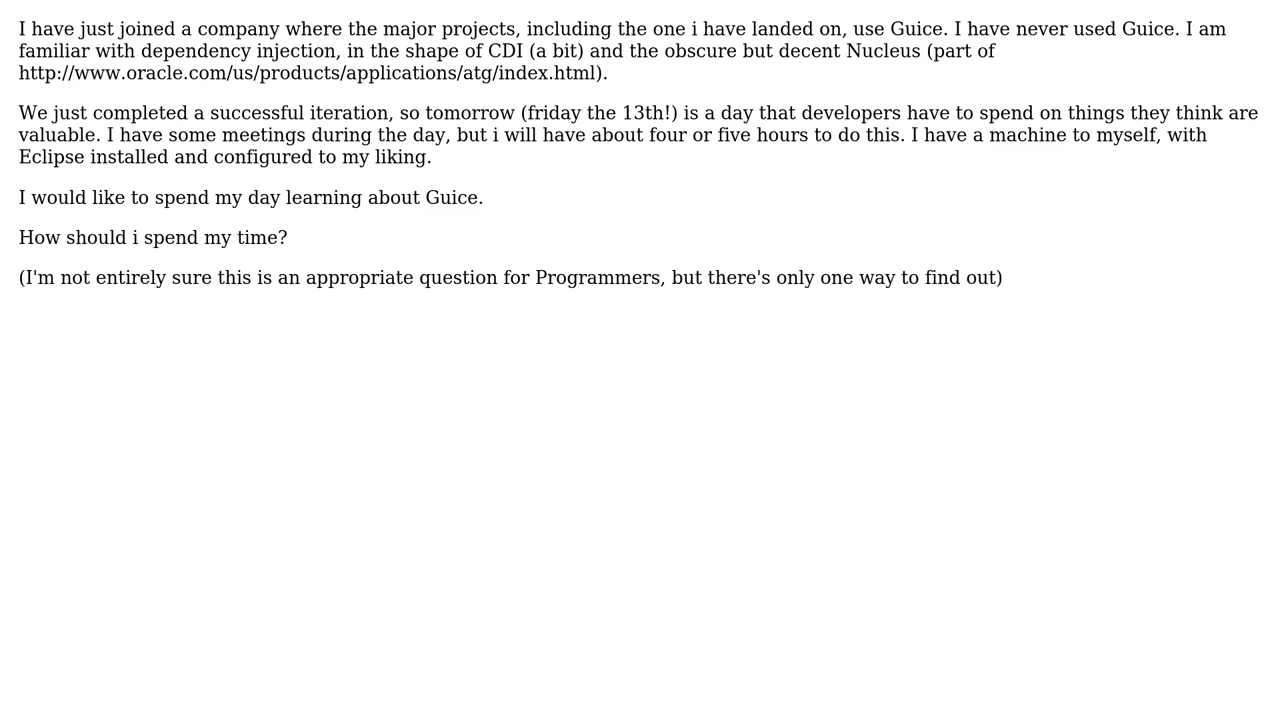 I have just joined a company where the major projects, including the one i have landed on, use Guice. I have never used Guice. I am
familiar with dependency injection, in the shape of CDI (a bit) and the obscure but decent Nucleus (part of
http://www.oracle.com/us/products/applications/atg/index.html).
We just completed a successful iteration, so tomorrow (friday the 13th!) is a day that developers have to spend on things they think are
valuable. I have some meetings during the day, but i will have about four or five hours to do this. I have a machine to myself, with
Eclipse installed and configured to my liking.
I would like to spend my day learning about Guice.
How should i spend my time?
(I'm not entirely sure this is an appropriate question for Programmers, but there's only one way to find out)